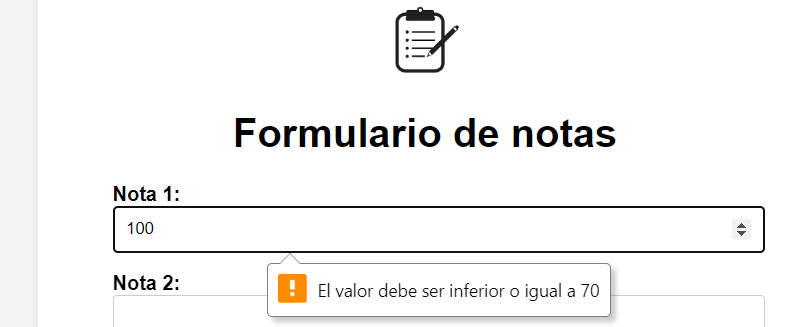 Formulario de notas
Nota 1:
100
Nota 2:
El valor debe ser inferior o igual a 70